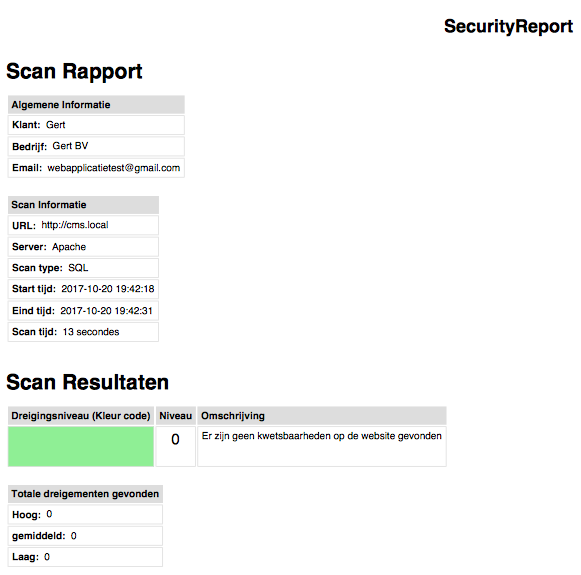 SecurityReport
Scan Rapport
Algemene Informatie
Klant: Gert
Bedrijf: Gert BV
Email: webapplicatietest@gmail.com
Scan Informatie
URL: http://cms.local
Server: Apache
Scan type: SQL
Start tijd: 2017-10-20 19:42:18
Eind tijd: 2017-10-20 19:42:31
Scan tijd: 13 secondes
Scan Resultaten
Dreigingsniveau (Kleur code) Niveau Omschrijving
0 Er zijn geen kwetsbaarheden op de website gevonden
Totale dreigementen gevonden
Hoog: 0
gemiddeld: 0
Laag: 0